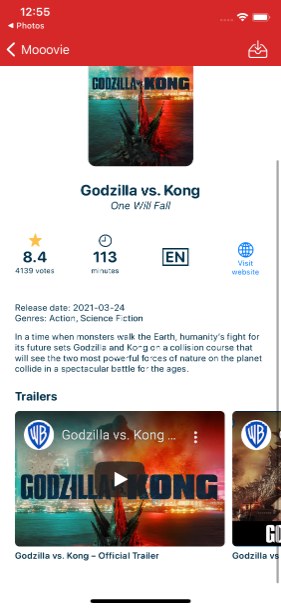 12:55
◀ Photos
Mooovie
GODZILLA VS. KONG
Godzilla vs. Kong
One Will Fall
8.4
4139 votes
113
minutes
EN
Visit
website
Release date: 2021-03-24
Genres: Action, Science Fiction
In a time when monsters walk the Earth, humanity's fight for
its future sets Godzilla and Kong on a collision course that
will see the two most powerful forces of nature on the planet
collide in a spectacular battle for the ages.
Trailers
WB
Godzilla vs. Kong ...
GODZILLA VS. KONG
WB
G
Godzilla vs. Kong – Official Trailer
Godzilla vs